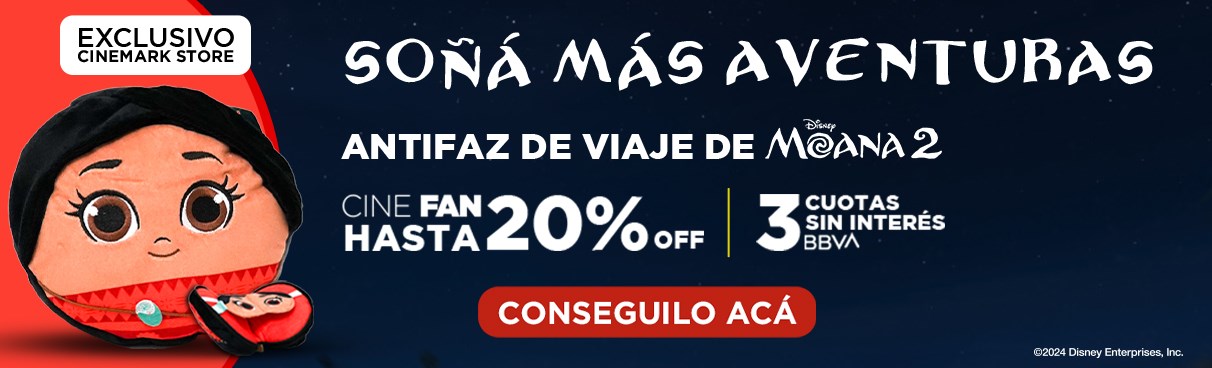 EXCLUSIVO
CINEMARK STORE
SOÑÁ MÁS AVENTURAS
ANTIFAZ DE VIAJE DE Disney MOANA 2
CINE FAN
HASTA 20% OFF
3 CUOTAS
SIN INTERÉS
BBVA
CONSEGUILO ACÁ
©2024 Disney Enterprises, Inc.